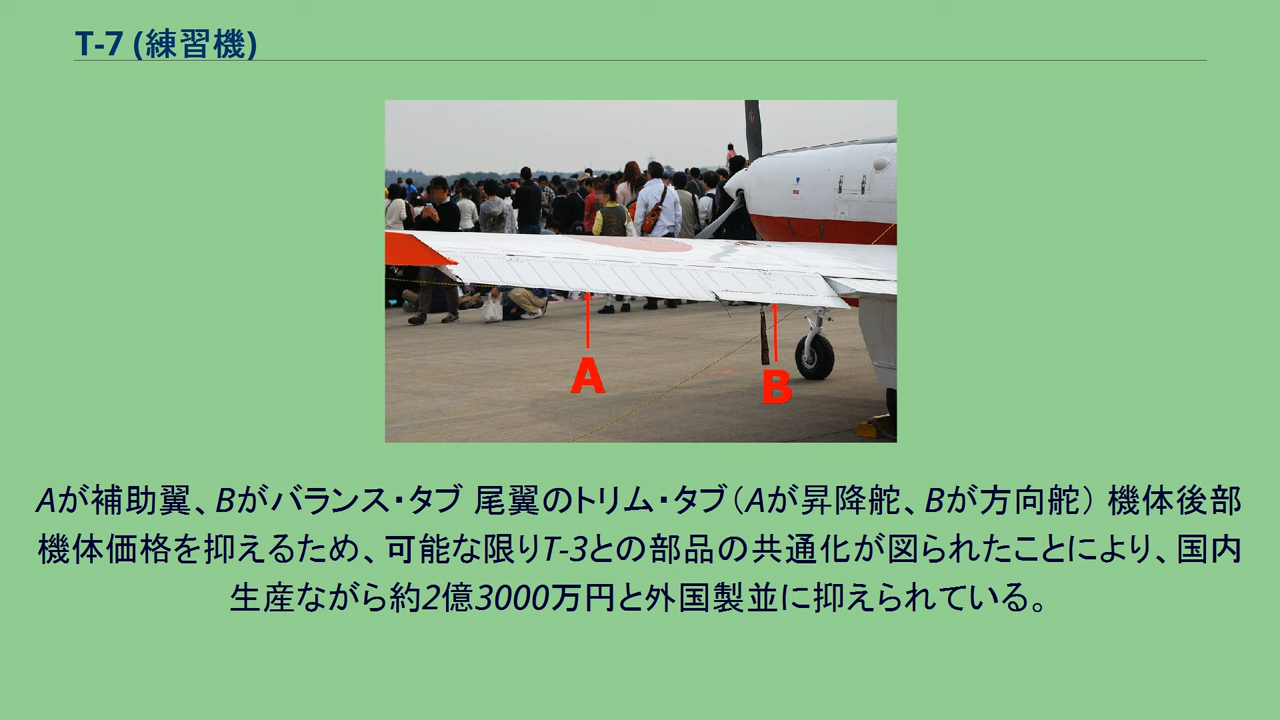 T-7 (練習機)
A
B
Aが補助翼、Bがバランス・タブ 尾翼のトリム・タブ（Aが昇降舵、Bが方向舵） 機体後部
機体価格を抑えるため、可能な限りT-3との部品の共通化が図られたことにより、国内
生産ながら約2億3000万円と外国製並に抑えられている。